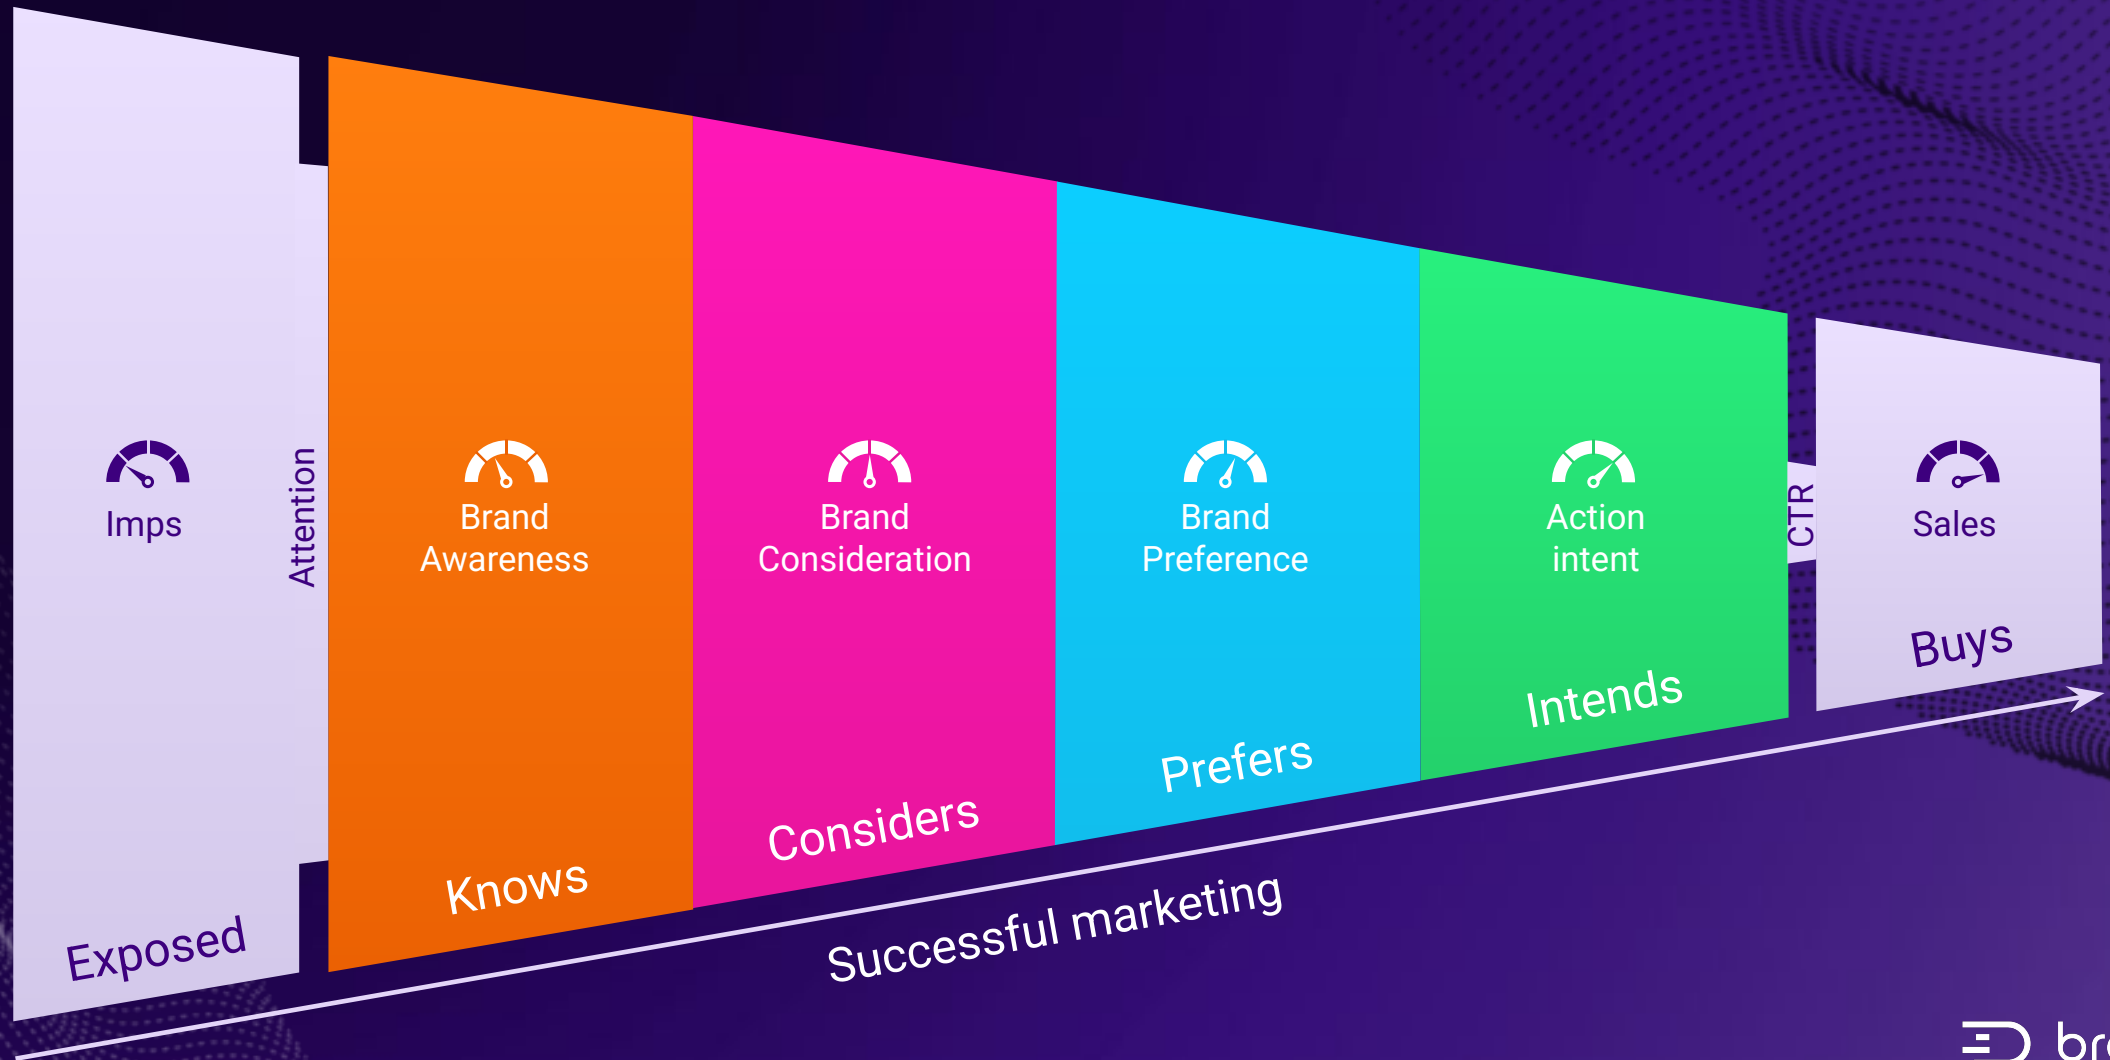 Imps
Exposed
Attention
Brand
Awareness
Knows
Brand
Consideration
Considers
Brand
Preference
Prefers
Action
intent
Intends
CTR
Sales
Buys
Successful marketing